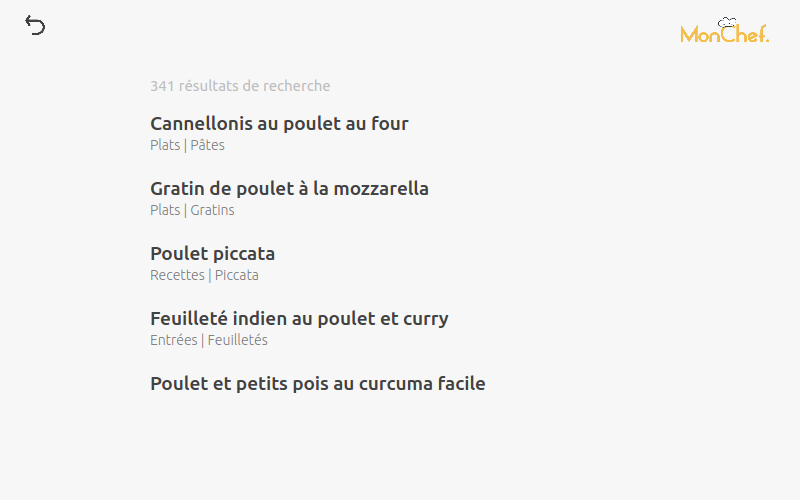 MonChef.
341 résultats de recherche
Cannellonis au poulet au four
Plats | Pâtes
Gratin de poulet à la mozzarella
Plats | Gratins
Poulet piccata
Recettes | Piccata
Feuilleté indien au poulet et curry
Entrées | Feuilletés
Poulet et petits pois au curcuma facile